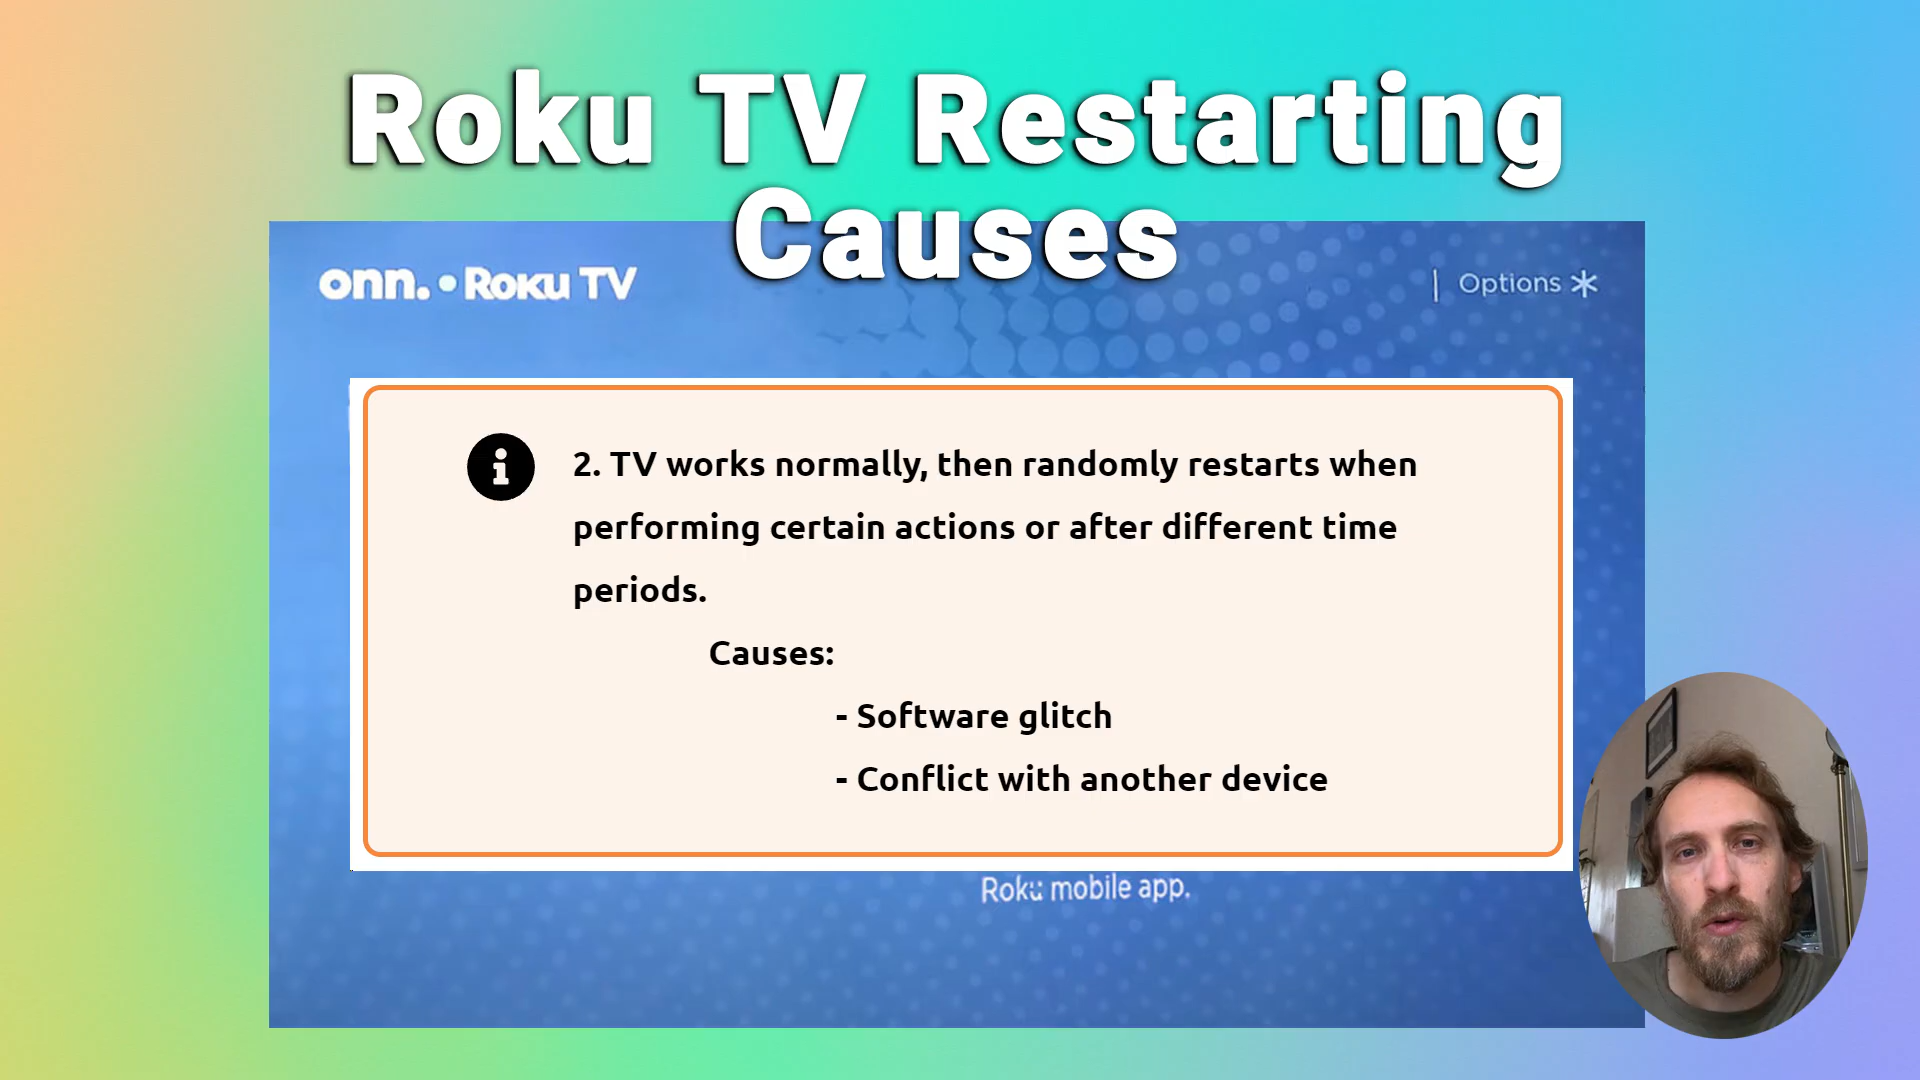 Roku TV Restarting
Causes
onn. • Roku TV
| Options *
2. TV works normally, then randomly restarts when
performing certain actions or after different time
periods.
Causes:
- Software glitch
- Conflict with another device
Roku mobile app.